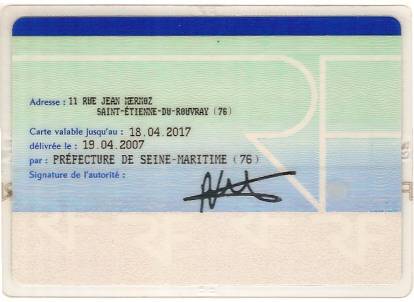 Adresse : 11 RUE JEAN MERMOZ
SAINT-ÉTIENNE-DU-ROUVRAY (76)
Carte valable jusqu'au : 18.04.2017
délivrée le : 19.04.2007
par : PRÉFECTURE DE SEINE-MARITIME (76)
Signature de l'autorité :
RF